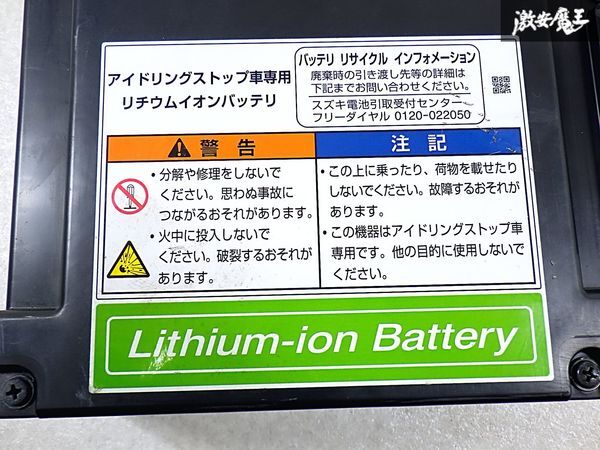 激安魔王
アイドリングストップ車専用
リチウムイオンバッテリ
バッテリ リサイクル インフォメーション
廃棄時の引き渡し先等の詳細は
下記までお問い合わせください。
スズキ電池引取受付センター
フリーダイヤル 0120-022050
警告
・分解や修理をしないで
ください。思わぬ事故に
つながるおそれがあります。
・火中に投入しないで
ください。破裂するおそれが
あります。
注記
・この上に乗ったり、荷物を載せたり
しないでください。故障するおそれが
あります。
・この機器はアイドリングストップ車
専用です。他の目的に使用しないで
ください。
Lithium-ion Battery